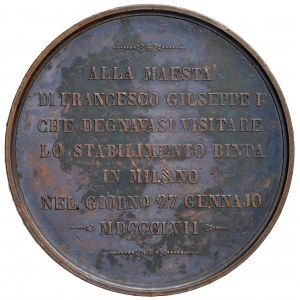 ALLA MAESTA
DI FRANCESCO GIUSEPPE I°
CHE DEGNAVASI VISITARE
LO STABILIMENTO BINDA
IN MILANO
NEL GIORNO 27 GENNAJO
MDCCCLVII